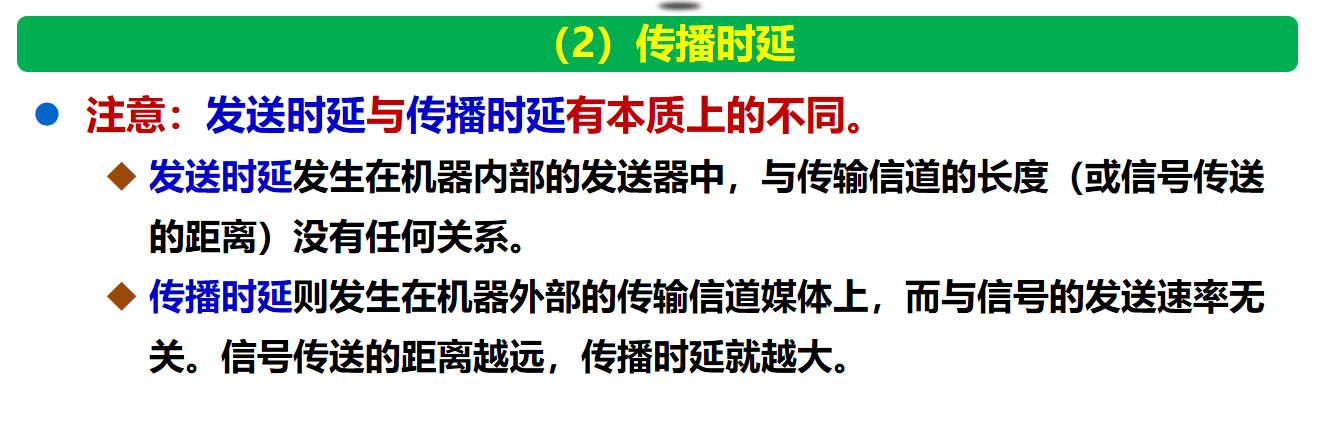 （2）传播时延
注意：发送时延与传播时延有本质上的不同。
发送时延发生在机器内部的发送器中，与传输信道的长度（或信号传送
的距离）没有任何关系。
传播时延则发生在机器外部的传输信道媒体上，而与信号的发送速率无
关。信号传送的距离越远，传播时延就越大。